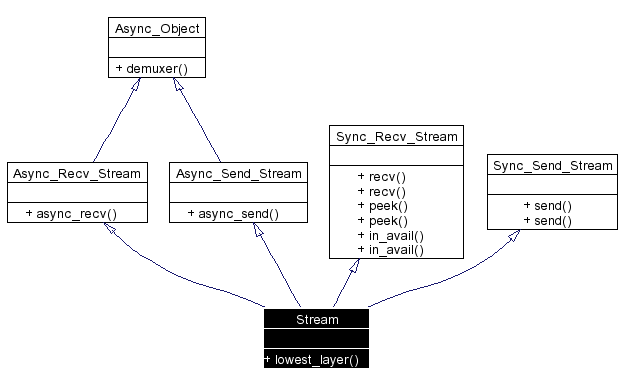 Async_Object
+ demuxer()
Async_Recv_Stream
+ async_recv()
Async_Send_Stream
+ async_send()
Sync_Recv_Stream
+ recv()
+ recv()
+ peek()
+ peek()
+ in_avail()
+ in_avail()
Sync_Send_Stream
+ send()
+ send()
Stream
+ lowest_layer()